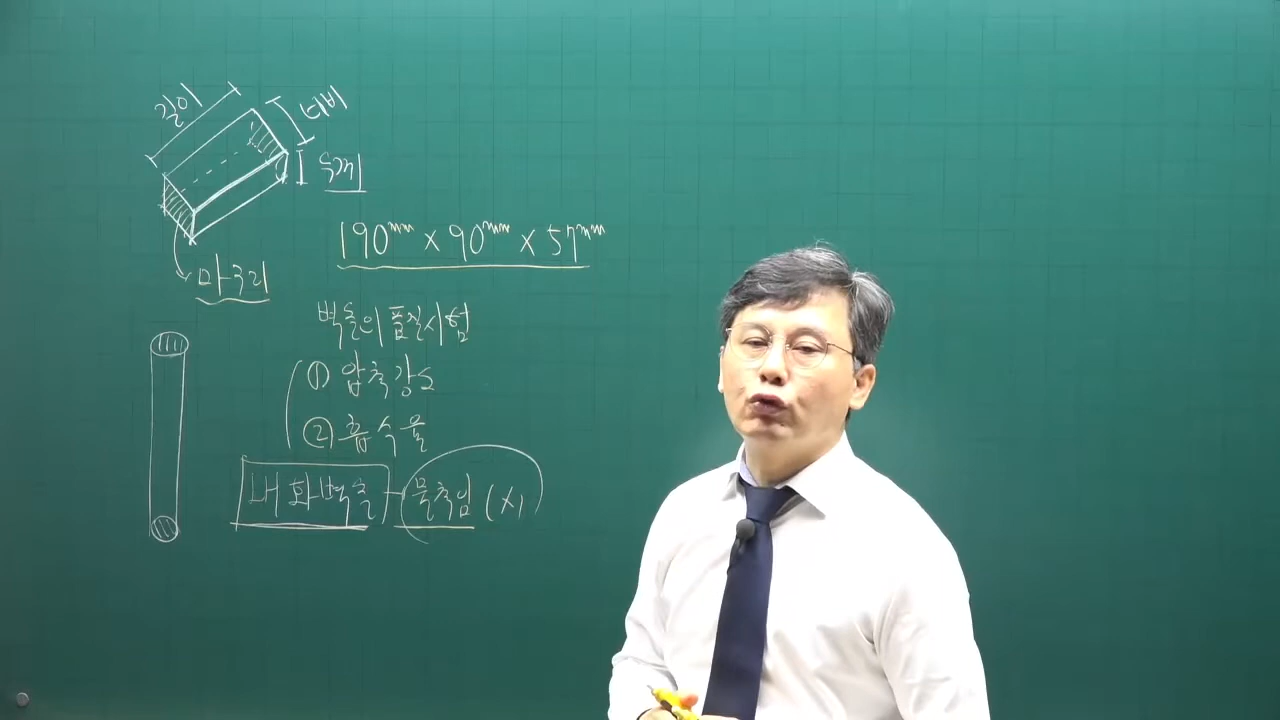 길이
너비
두께
마구리
190mm x 90mm x 57mm
벽돌의 품질시험
① 압축강도
② 흡수율
내화벽돌 - 물축임 (X)